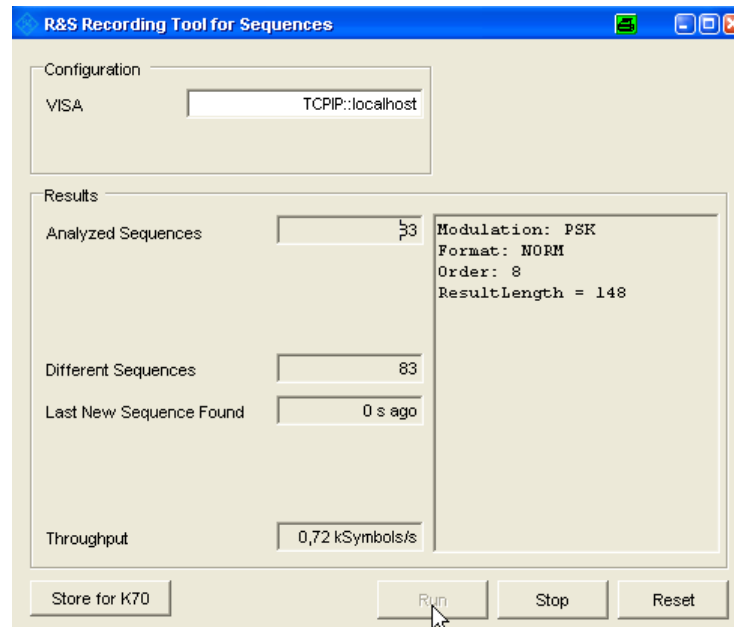 R&S Recording Tool for Sequences
Configuration
VISA TCPIP::localhost
Results
Analyzed Sequences
Modulation: PSK
Format: NORM
Order: 8
ResultLength = 148
Different Sequences 83
Last New Sequence Found 0 s ago
Throughput 0,72 kSymbols/s
Store for K70 Run Stop Reset